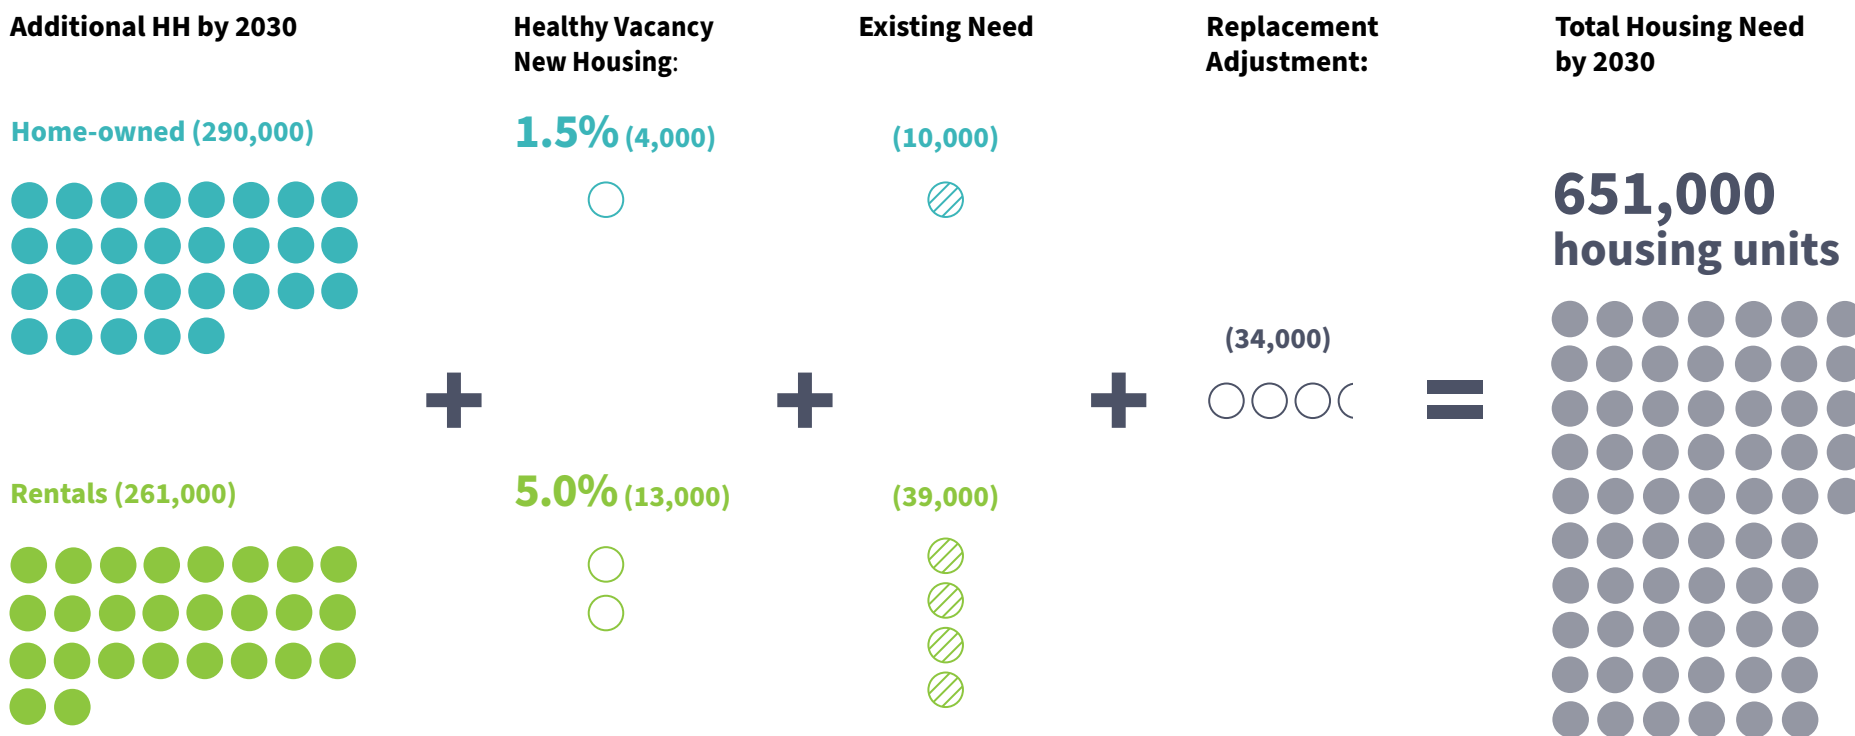 Additional HH by 2030
Healthy Vacancy
New Housing:
Existing Need
Replacement
Adjustment:
Total Housing Need
by 2030
Home-owned (290,000)
1.5% (4,000)
(10,000)
651,000
housing units
(34,000)
Rentals (261,000)
5.0% (13,000)
(39,000)